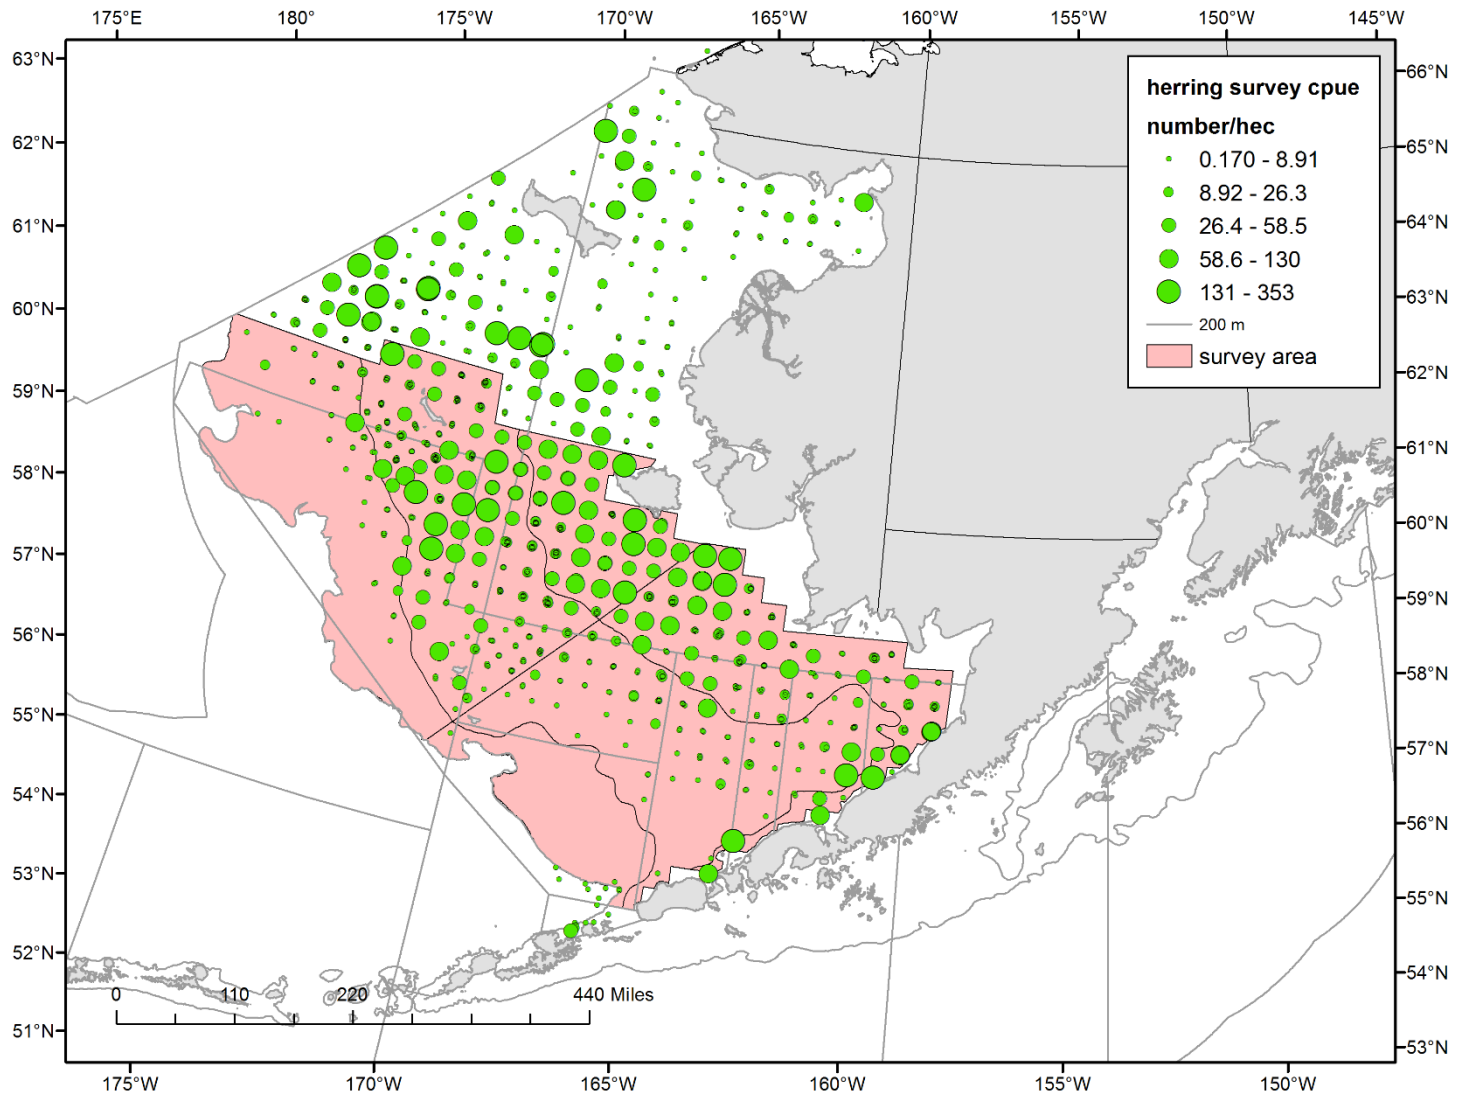 175°E 180° 175°W 170°W 165°W 160°W 155°W 150°W 145°W
63°N
62°N
61°N
60°N
59°N
58°N
57°N
56°N
55°N
54°N
53°N
52°N
51°N
herring survey cpue
number/hec
0.170 - 8.91
8.92 - 26.3
26.4 - 58.5
58.6 - 130
131 - 353
200 m
survey area
66°N
65°N
64°N
63°N
62°N
61°N
60°N
59°N
58°N
57°N
56°N
55°N
54°N
53°N
0 110 220 440 Miles
175°W 170°W 165°W 160°W 155°W 150°W